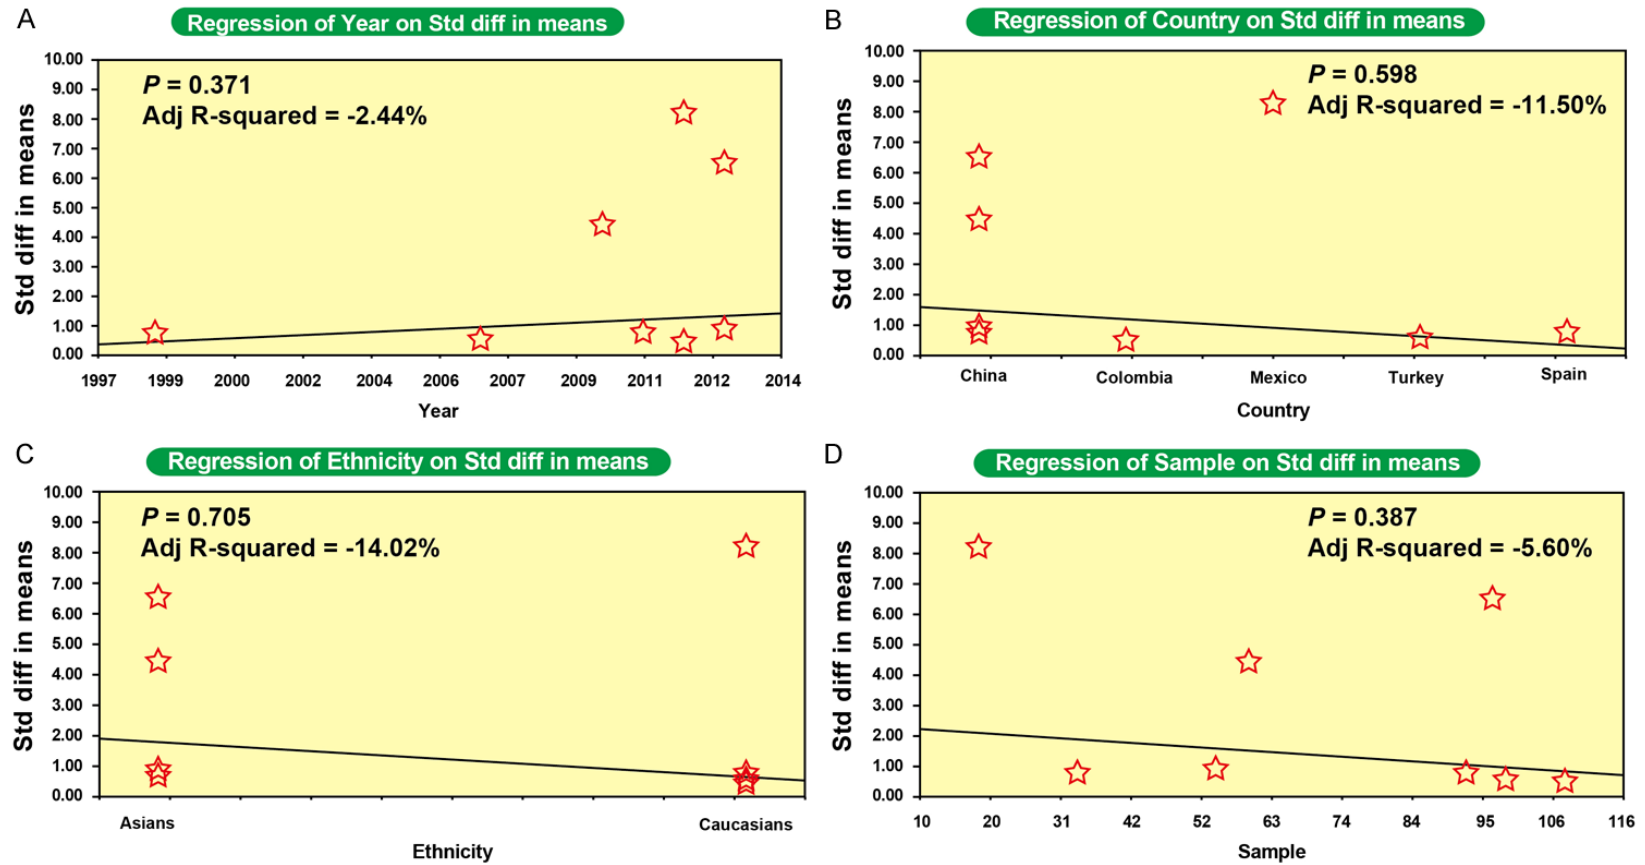 A
Regression of Year on Std diff in means
P = 0.371
Adj R-squared = -2.44%
Std diff in means
10.00
9.00
8.00
7.00
6.00
5.00
4.00
3.00
2.00
1.00
0.00
1997 1999 2000 2002 2004 2006 2007 2009 2011 2012 2014
Year
B
Regression of Country on Std diff in means
P = 0.598
Adj R-squared = -11.50%
Std diff in means
10.00
9.00
8.00
7.00
6.00
5.00
4.00
3.00
2.00
1.00
0.00
China Colombia Mexico Turkey Spain
Country
C
Regression of Ethnicity on Std diff in means
P = 0.705
Adj R-squared = -14.02%
Std diff in means
10.00
9.00
8.00
7.00
6.00
5.00
4.00
3.00
2.00
1.00
0.00
Asians Caucasians
Ethnicity
D
Regression of Sample on Std diff in means
P = 0.387
Adj R-squared = -5.60%
Std diff in means
10.00
9.00
8.00
7.00
6.00
5.00
4.00
3.00
2.00
1.00
0.00
10 20 31 42 52 63 74 84 95 106 116
Sample